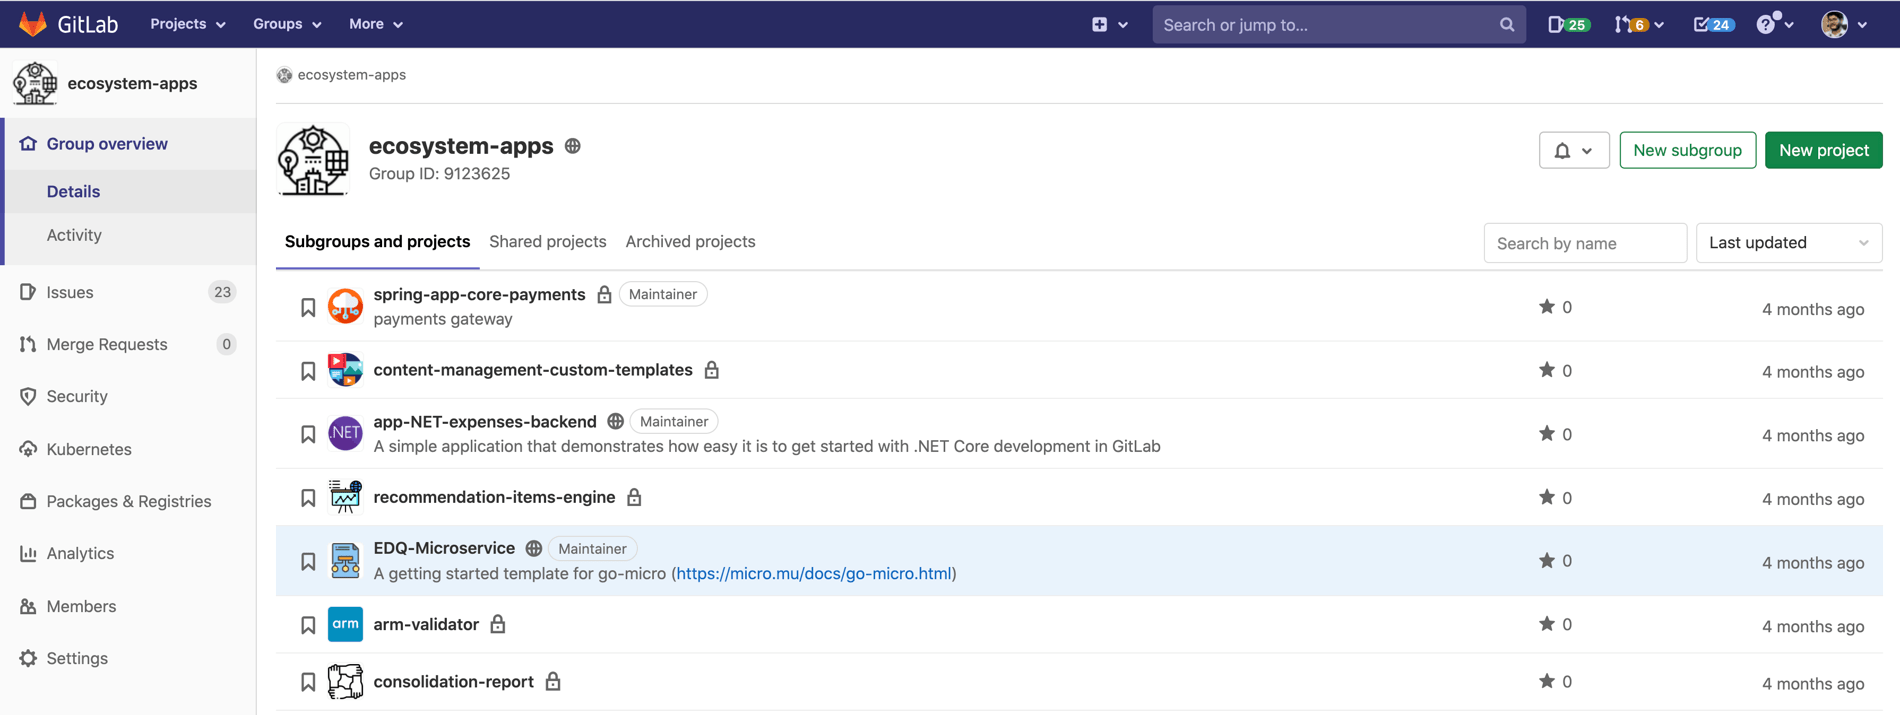 GitLab Projects Groups More Search or jump to... 25 6 24
ecosystem-apps
Group overview
Details
Activity
Issues 23
Merge Requests 0
Security
Kubernetes
Packages & Registries
Analytics
Members
Settings
ecosystem-apps
ecosystem-apps
Group ID: 9123625
New subgroup New project
Subgroups and projects Shared projects Archived projects Search by name Last updated
spring-app-core-payments Maintainer
payments gateway
0 4 months ago
content-management-custom-templates 0 4 months ago
.NET
app-NET-expenses-backend Maintainer
A simple application that demonstrates how easy it is to get started with .NET Core development in GitLab
0 4 months ago
recommendation-items-engine 0 4 months ago
EDQ-Microservice Maintainer
A getting started template for go-micro (https://micro.mu/docs/go-micro.html)
0 4 months ago
arm arm-validator 0 4 months ago
consolidation-report 0 4 months ago